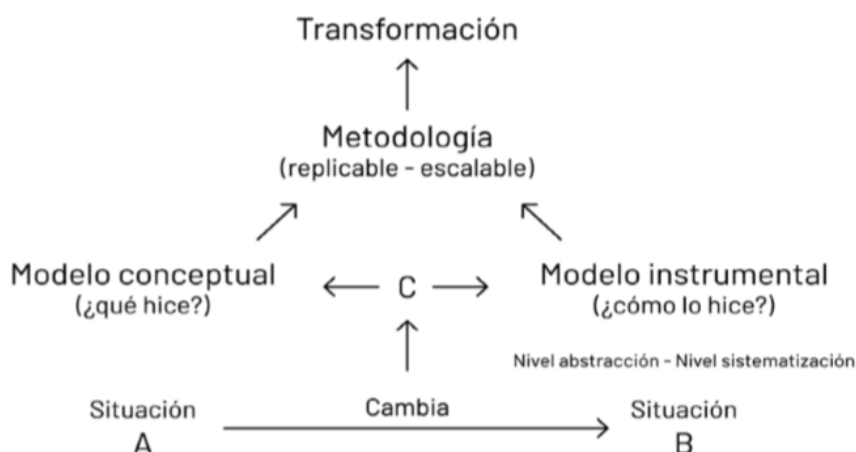 Transformación
Metodología
(replicable - escalable)
Modelo conceptual
(¿qué hice?)
C
Modelo instrumental
(¿cómo lo hice?)
Nivel abstracción - Nivel sistematización
Situación
A
Cambia
Situación
B